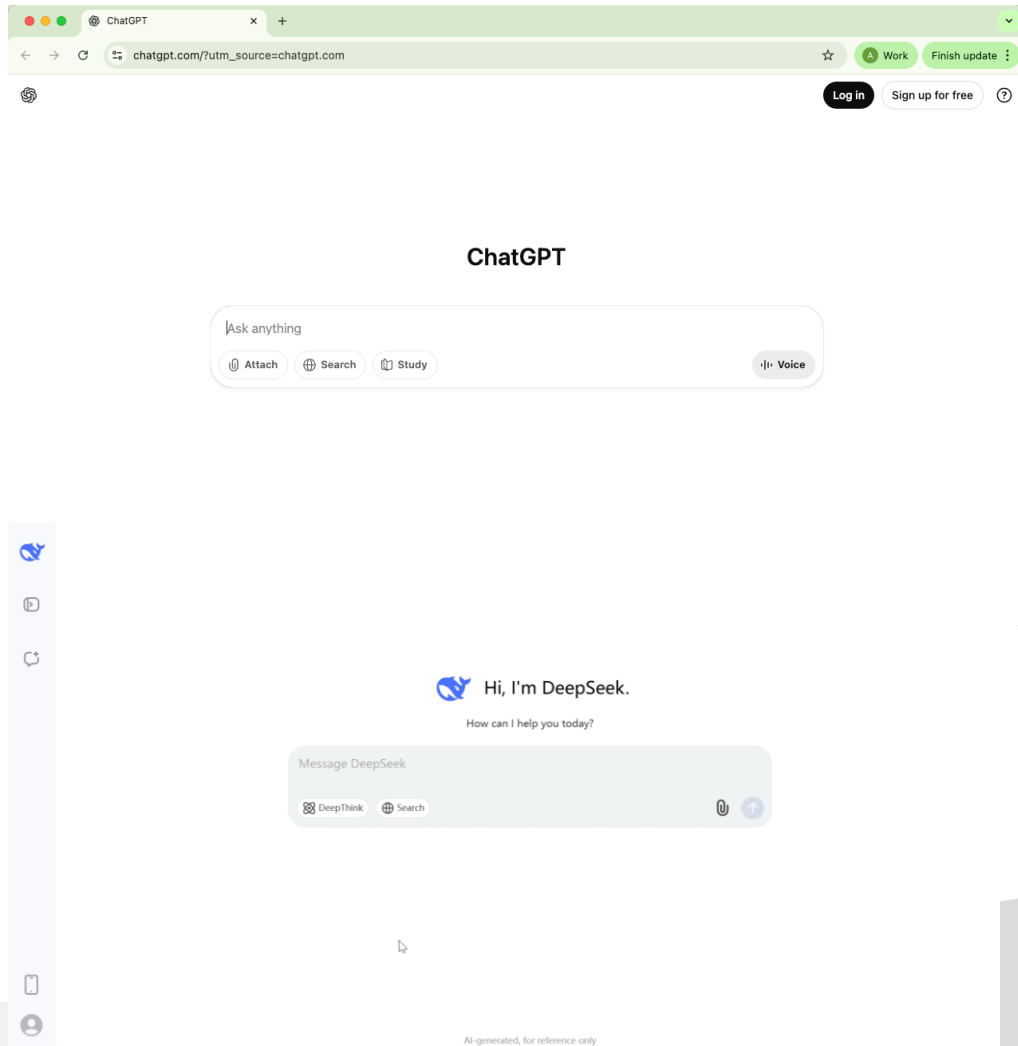 ChatGPT
chatgpt.com/?utm_source=chatgpt.com
A Work
Finish update
Log in
Sign up for free
ChatGPT
Ask anything
Attach
Search
Study
Voice
Hi, I'm DeepSeek.
How can I help you today?
Message DeepSeek
DeepThink
Search
AI-generated, for reference only